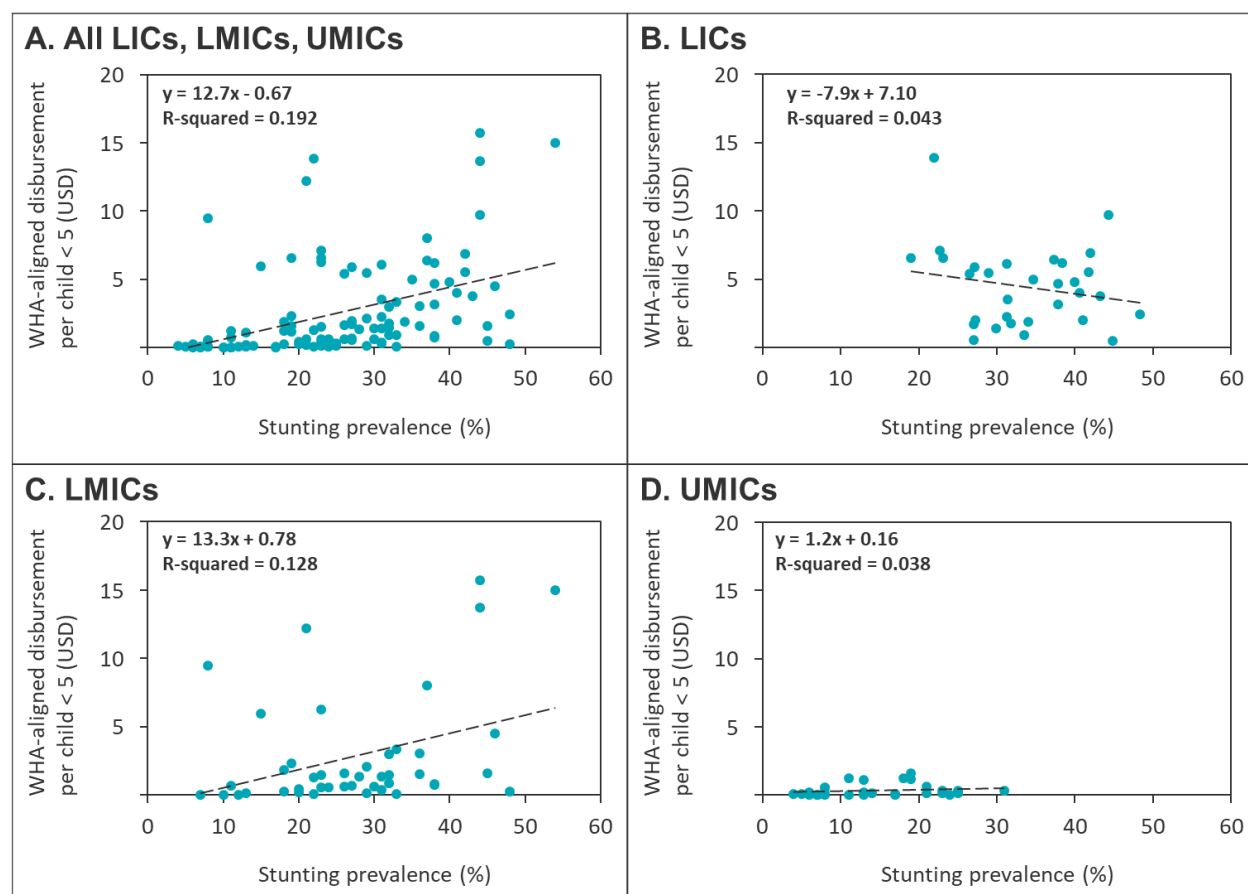 A. All LICs, LMICs, UMICs
WHA-aligned disbursement
per child < 5 (USD)
20
15
10
5
y = 12.7x - 0.67
R-squared = 0.192
0 10 20 30 40 50 60
Stunting prevalence (%)
B. LICs
WHA-aligned disbursement
per child < 5 (USD)
20
15
10
5
y = -7.9x + 7.10
R-squared = 0.043
0 10 20 30 40 50 60
Stunting prevalence (%)
C. LMICs
WHA-aligned disbursement
per child < 5 (USD)
20
15
10
5
y = 13.3x + 0.78
R-squared = 0.128
0 10 20 30 40 50 60
Stunting prevalence (%)
D. UMICs
WHA-aligned disbursement
per child < 5 (USD)
20
15
10
5
y = 1.2x + 0.16
R-squared = 0.038
0 10 20 30 40 50 60
Stunting prevalence (%)